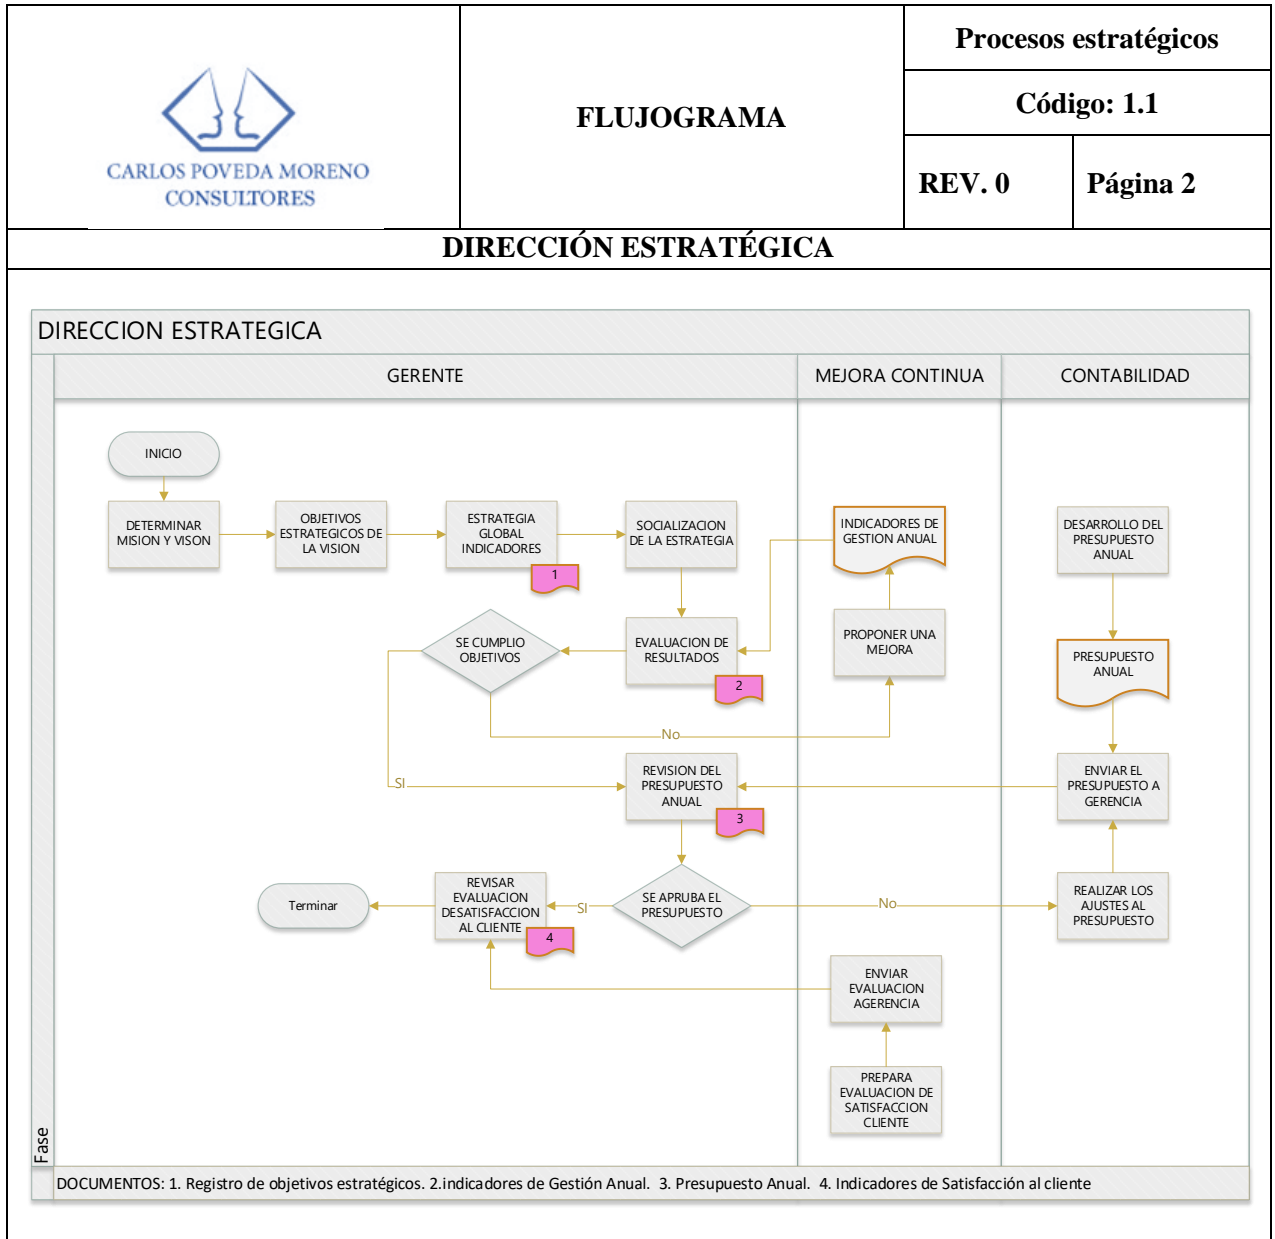 CARLOS POVEDA MORENO
CONSULTORES
FLUJOGRAMA
Procesos estratégicos
Código: 1.1
REV. 0
Página 2
DIRECCIÓN ESTRATÉGICA
DIRECCION ESTRATEGICA
GERENTE
MEJORA CONTINUA
CONTABILIDAD
INICIO
DETERMINAR
MISION Y VISON
OBJETIVOS
ESTRATEGICOS DE
LA VISION
ESTRATEGIA
GLOBAL
INDICADORES
1
SOCIALIZACION
DE LA ESTRATEGIA
INDICADORES DE
GESTION ANUAL
DESARROLLO DEL
PRESUPUESTO
ANUAL
SE CUMPLIO
OBJETIVOS
EVALUACION DE
RESULTADOS
2
PROPONER UNA
MEJORA
PRESUPUESTO
ANUAL
No
SI
REVISION DEL
PRESUPUESTO
ANUAL
3
ENVIAR EL
PRESUPUESTO A
GERENCIA
Terminar
REVISAR
EVALUACION
DESATISFACCION
AL CLIENTE
4
SI
SE APRUBA EL
PRESUPUESTO
No
REALIZAR LOS
AJUSTES AL
PRESUPUESTO
ENVIAR
EVALUACION
AGERENCIA
PREPARA
EVALUACION DE
SATISFACCION
CLIENTE
Fase
DOCUMENTOS: 1. Registro de objetivos estratégicos. 2.indicadores de Gestión Anual. 3. Presupuesto Anual. 4. Indicadores de Satisfacción al cliente